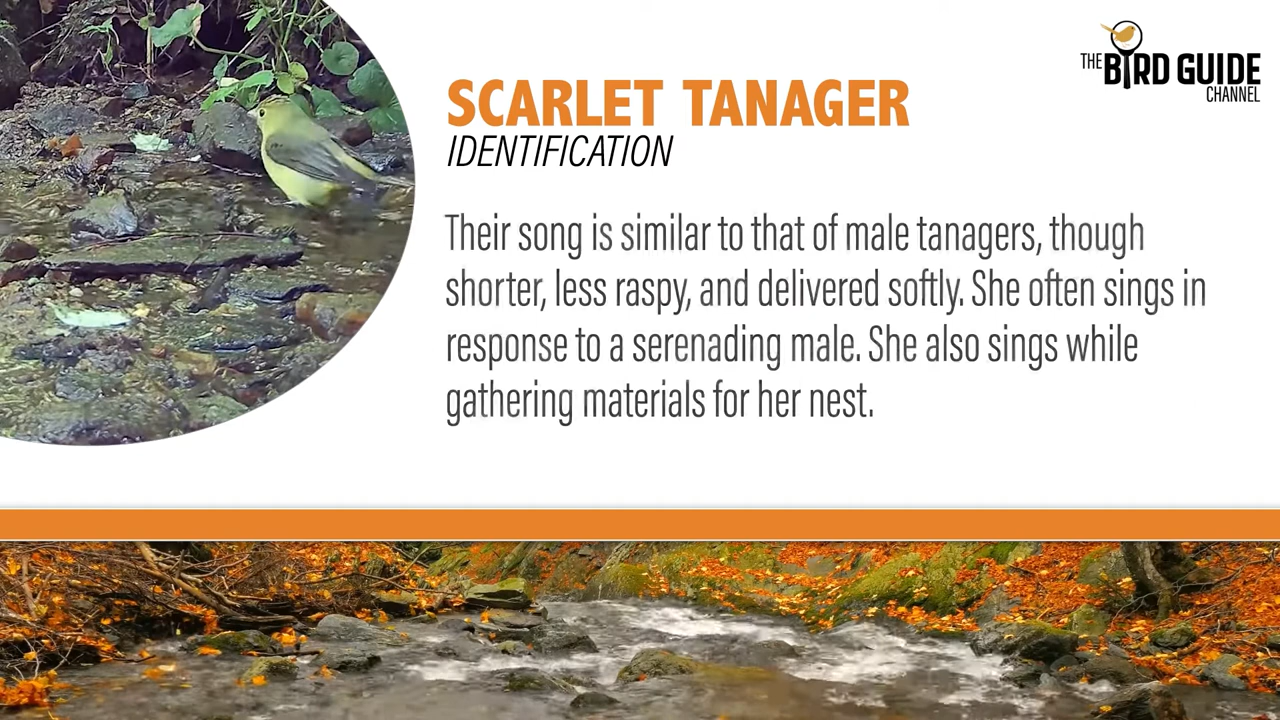 THE BIRD GUIDE
CHANNEL
SCARLET TANAGER
IDENTIFICATION
Their song is similar to that of male tanagers, though
shorter, less raspy, and delivered softly. She often sings in
response to a serenading male. She also sings while
gathering materials for her nest.